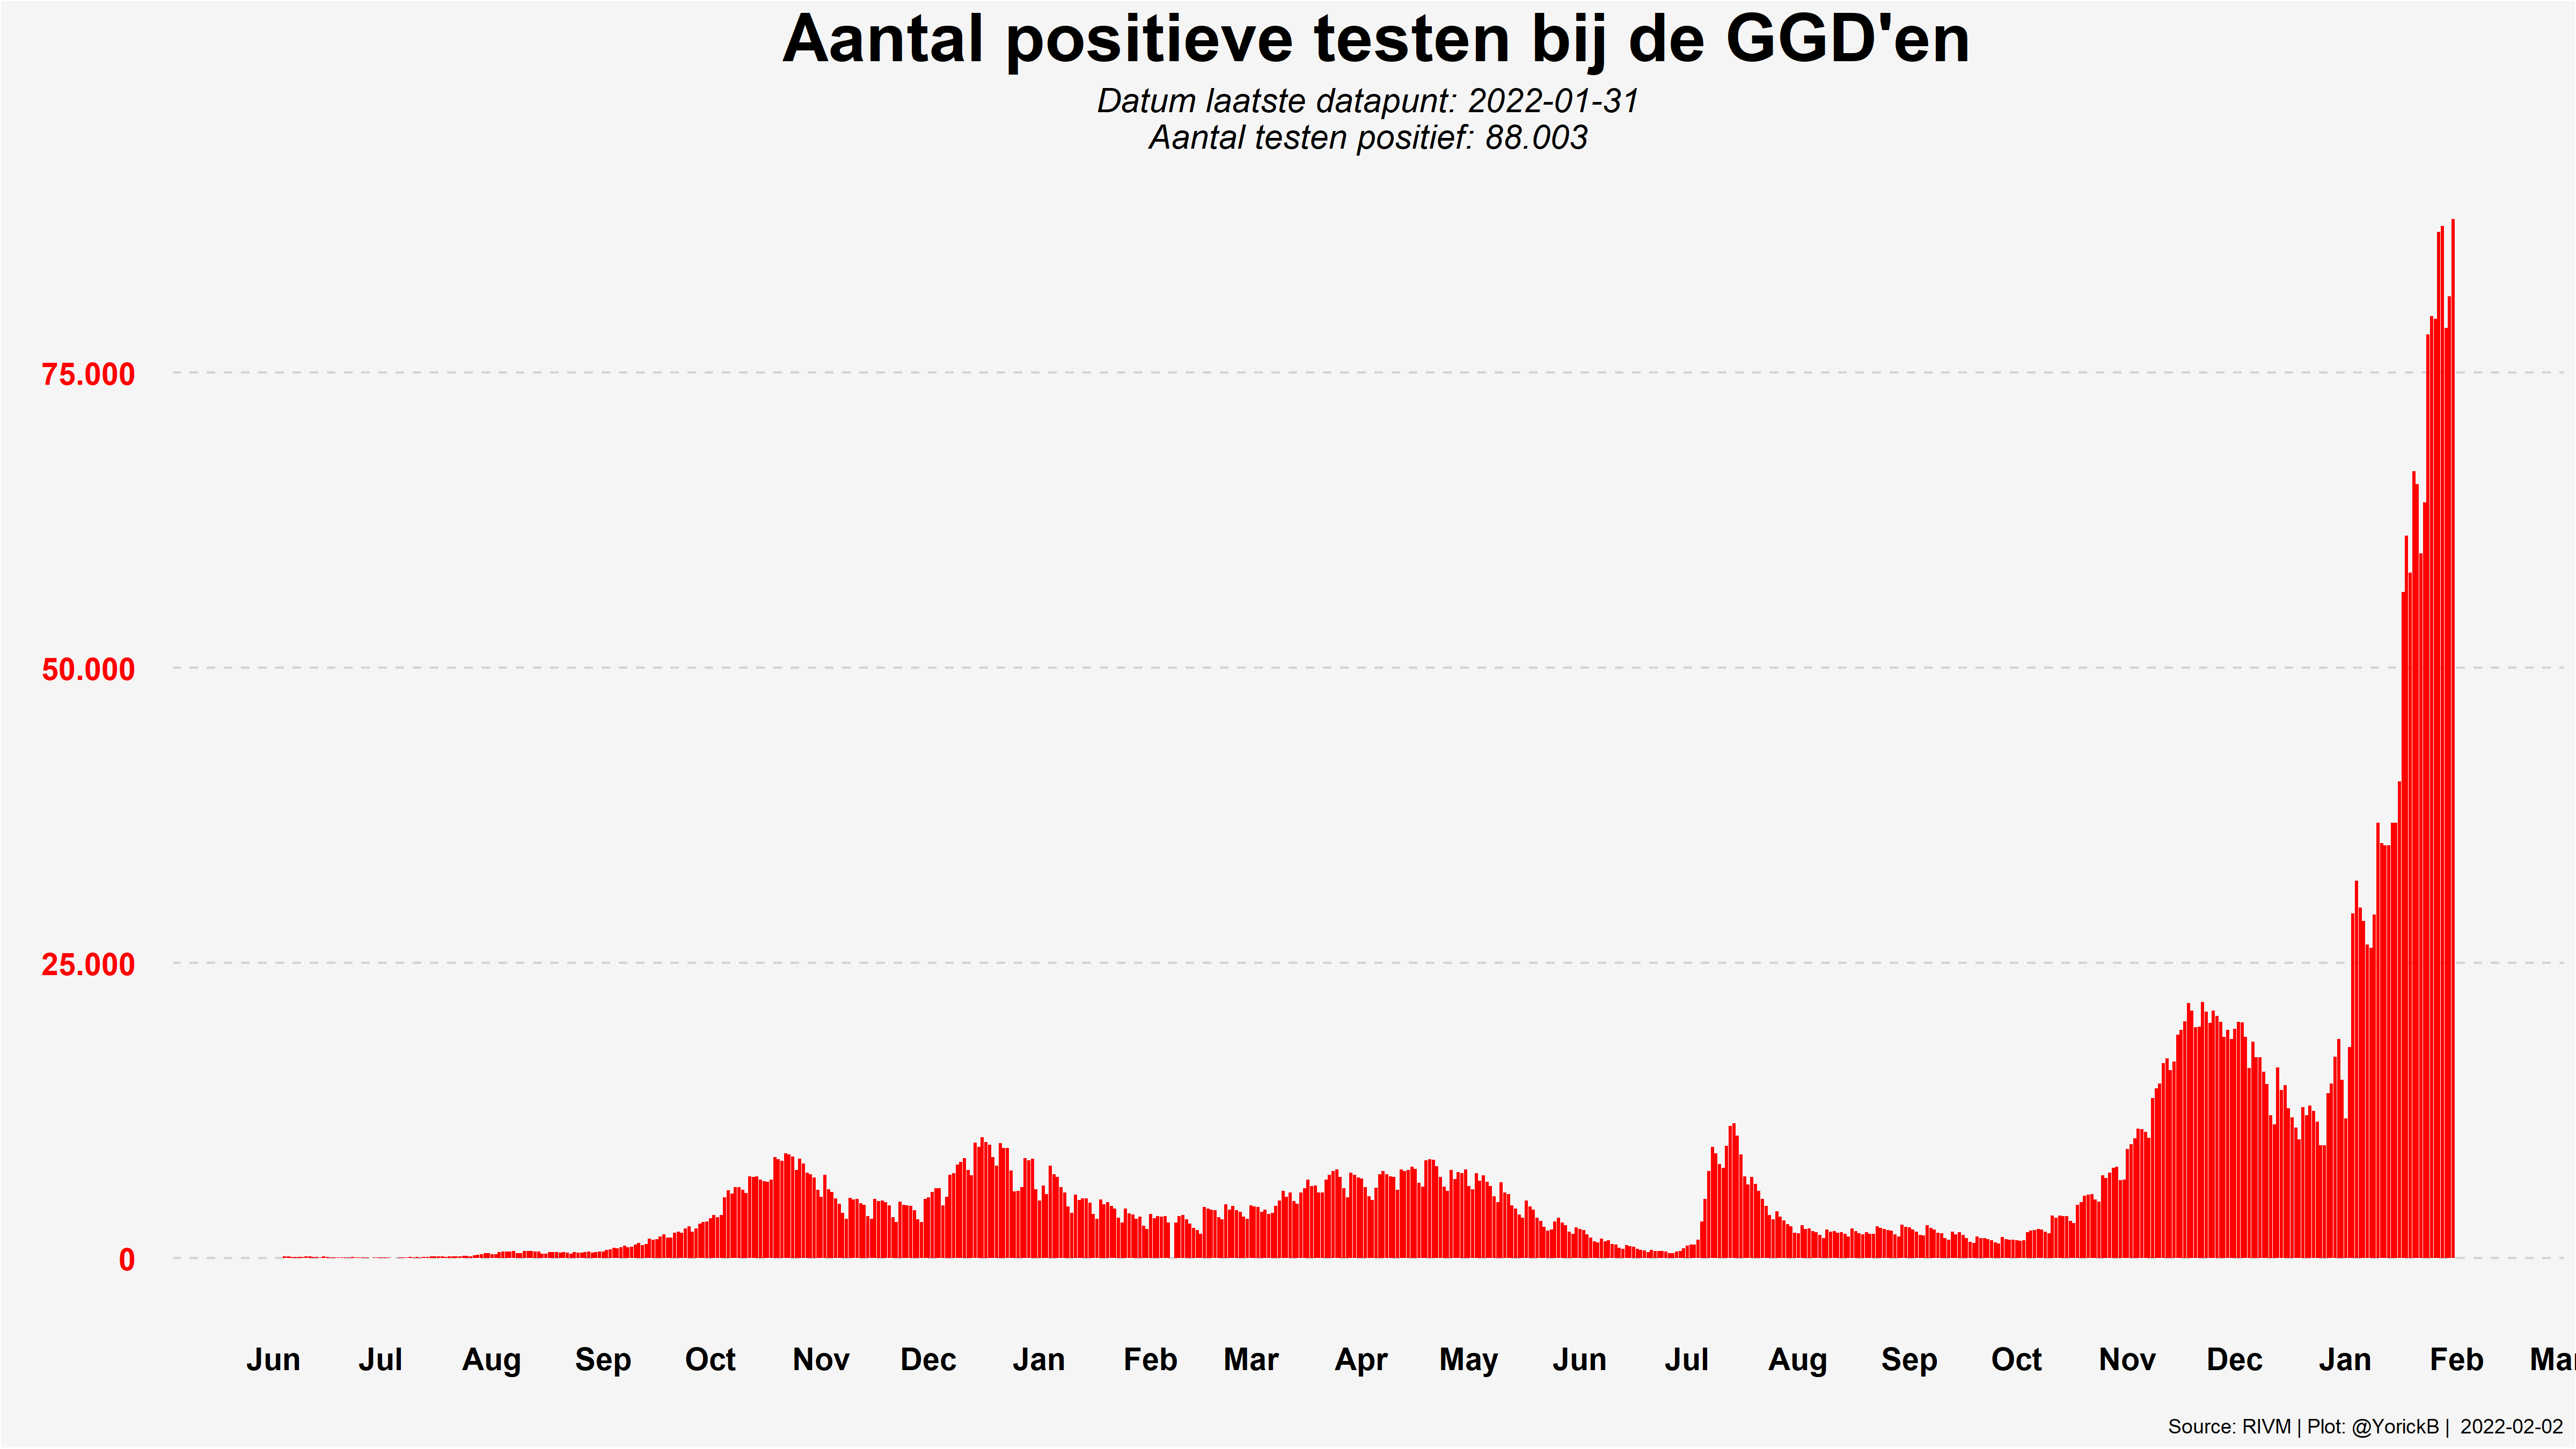 Aantal positieve testen bij de GGD'en
Datum laatste datapunt: 2022-01-31
Aantal testen positief: 88.003
75.000
50.000
25.000
0
Jun Jul Aug Sep Oct Nov Dec Jan Feb Mar Apr May Jun Jul Aug Sep Oct Nov Dec Jan Feb Mar
Source: RIVM | Plot: @YorickB | 2022-02-02